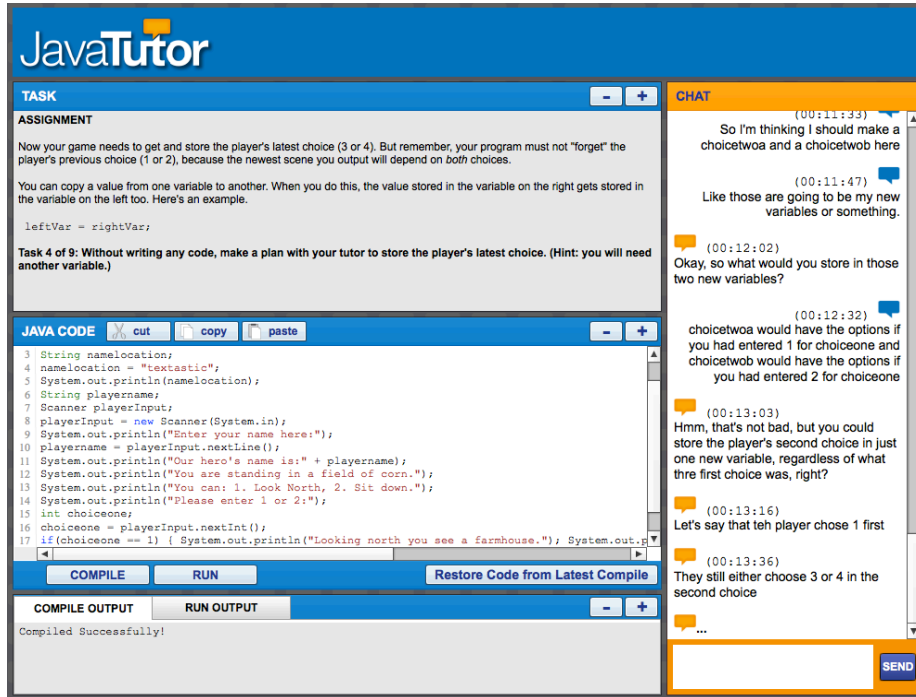 JavaTutor
TASK
- +
ASSIGNMENT
Now your game needs to get and store the player's latest choice (3 or 4). But remember, your program must not "forget" the
player's previous choice (1 or 2), because the newest scene you output will depend on both choices.
You can copy a value from one variable to another. When you do this, the value stored in the variable on the right gets stored in
the variable on the left too. Here's an example.
leftVar = rightVar;
Task 4 of 9: Without writing any code, make a plan with your tutor to store the player's latest choice. (Hint: you will need
another variable.)
JAVA CODE cut copy paste - +
3 String namelocation;
4 namelocation = "textastic";
5 System.out.println(namelocation);
6 String playername;
7 Scanner playerInput;
8 playerInput = new Scanner(System.in);
9 System.out.println("Enter your name here:");
10 playername = playerInput.nextLine();
11 System.out.println("Our hero's name is:" + playername);
12 System.out.println("You are standing in a field of corn.");
13 System.out.println("You can: 1. Look North, 2. Sit down.");
14 System.out.println("Please enter 1 or 2:");
15 int choiceone;
16 choiceone = playerInput.nextInt();
17 if(choiceone == 1) { System.out.println("Looking north you see a farmhouse."); System.out.p
COMPILE RUN Restore Code from Latest Compile
COMPILE OUTPUT RUN OUTPUT - +
Compiled Successfully!
CHAT
(00:11:33)
So I'm thinking I should make a
choicetwoa and a choicetwob here
(00:11:47)
Like those are going to be my new
variables or something.
(00:12:02)
Okay, so what would you store in those
two new variables?
(00:12:32)
choicetwoa would have the options if
you had entered 1 for choiceone and
choicetwob would have the options if
you had entered 2 for choiceone
(00:13:03)
Hmm, that's not bad, but you could
store the player's second choice in just
one new variable, regardless of what
thre first choice was, right?
(00:13:16)
Let's say that teh player chose 1 first
(00:13:36)
They still either choose 3 or 4 in the
second choice
...
SEND